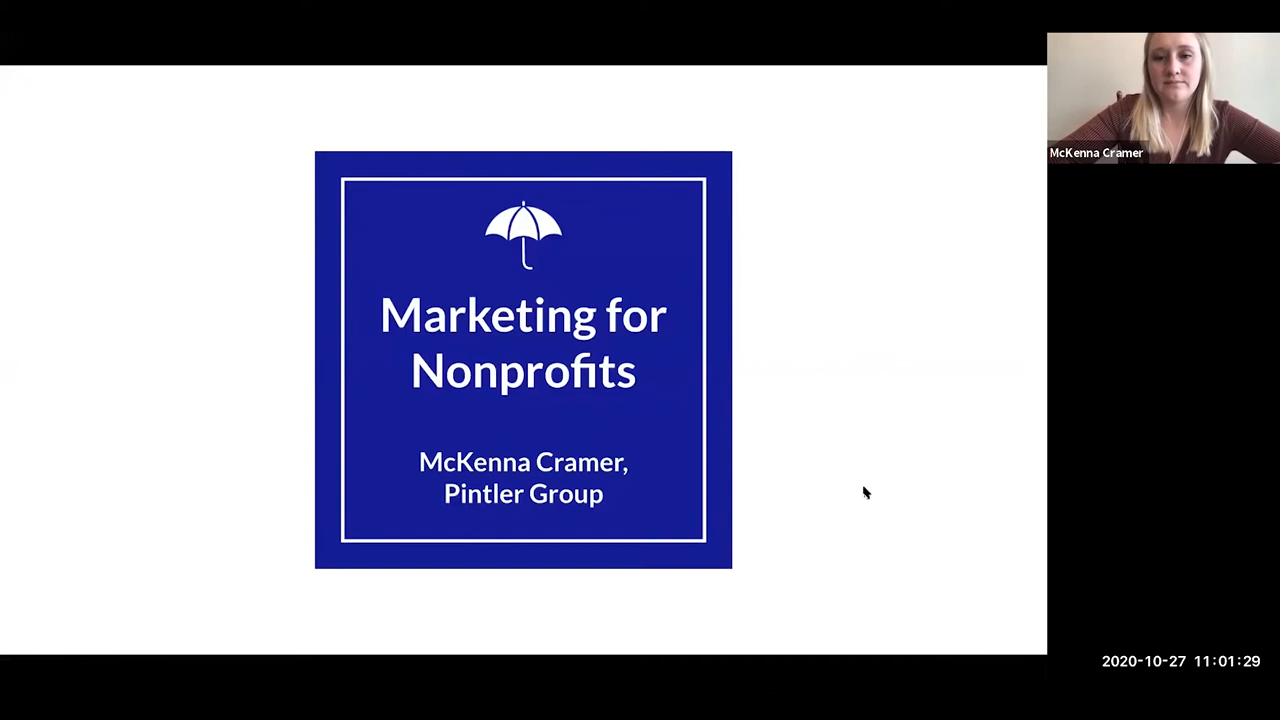 McKenna Cramer
Marketing for
Nonprofits
McKenna Cramer,
Pintler Group
2020-10-27 11:01:29